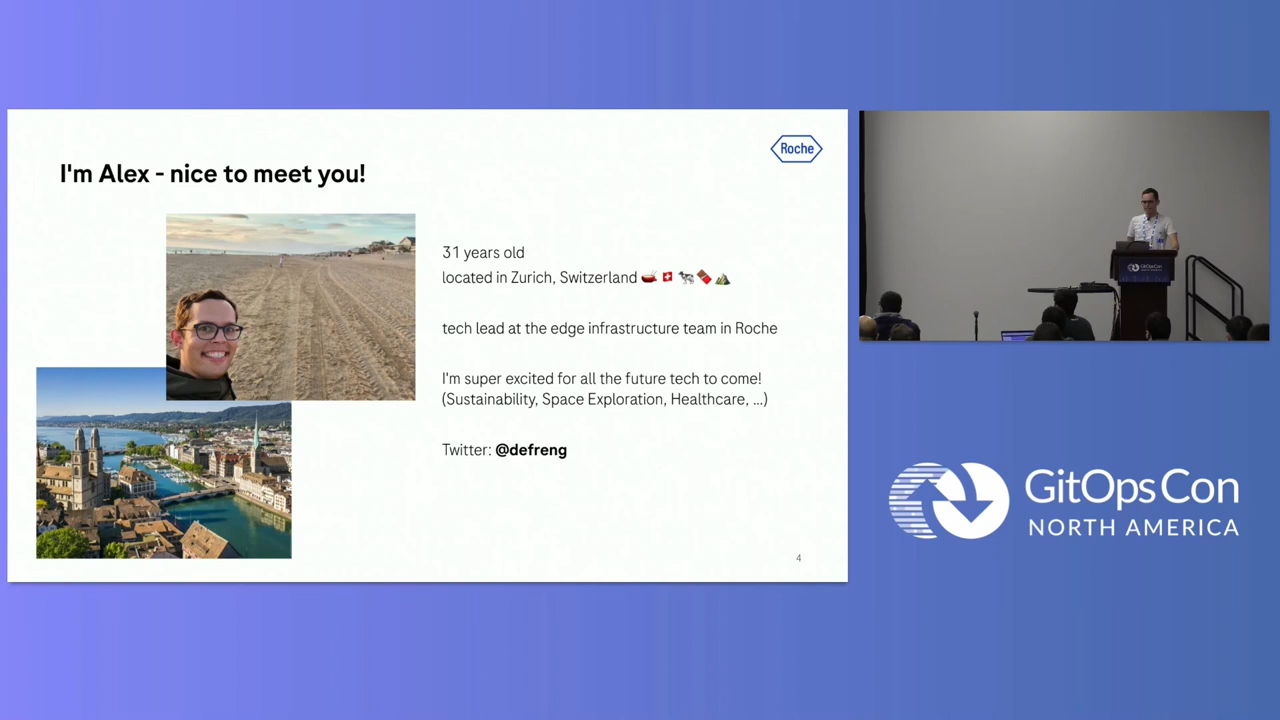 I'm Alex - nice to meet you!
Roche
31 years old
located in Zurich, Switzerland
tech lead at the edge infrastructure team in Roche
I'm super excited for all the future tech to come!
(Sustainability, Space Exploration, Healthcare, ...)
Twitter: @defreng
4
GitOpsCon
GitOpsCon
NORTH AMERICA